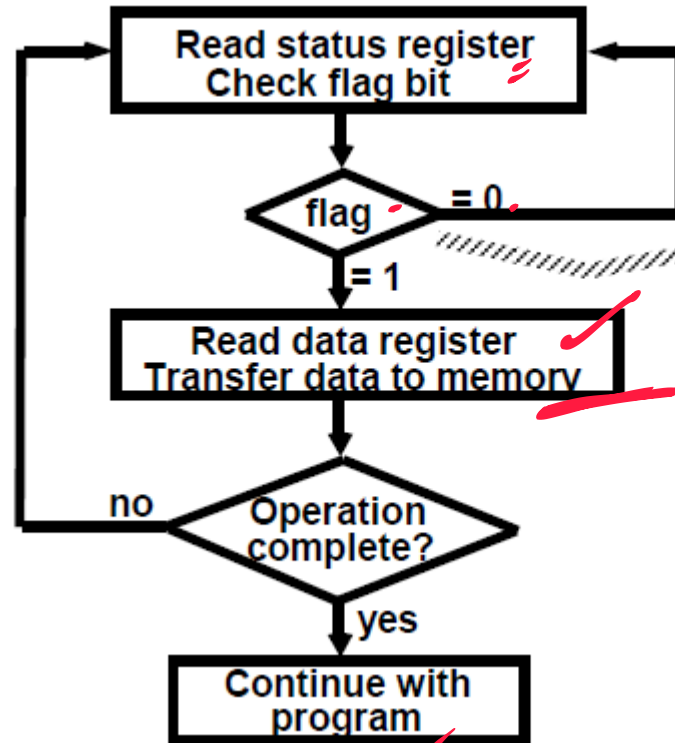 Read status register
Check flag bit
flag
= 0
= 1
Read data register
Transfer data to memory
no
Operation
complete?
yes
Continue with
program